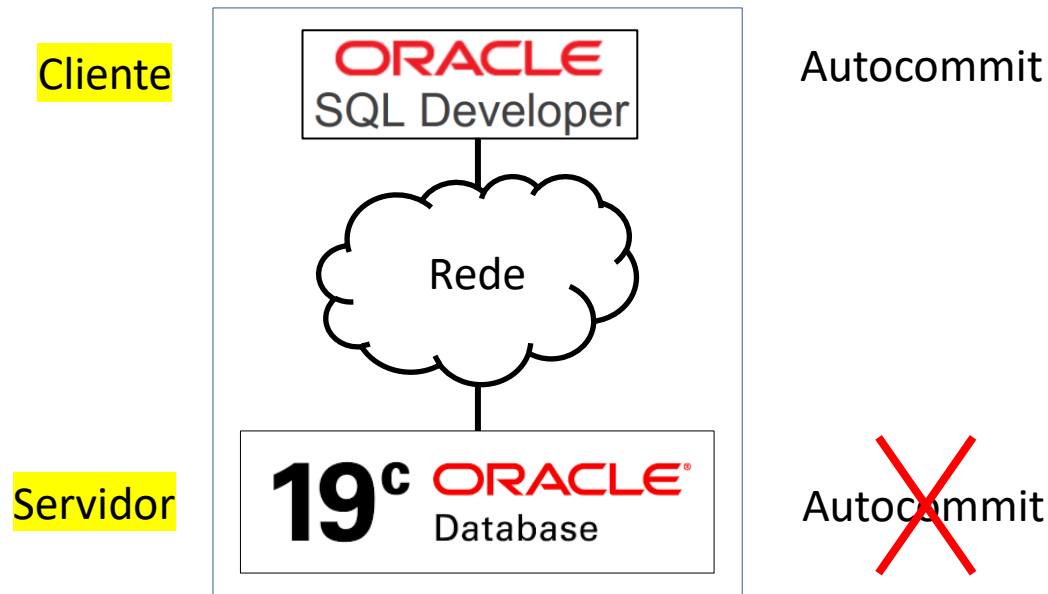 Cliente
ORACLE
SQL Developer
Autocommit
Rede
Servidor
19c ORACLE®
Database
Autocommit